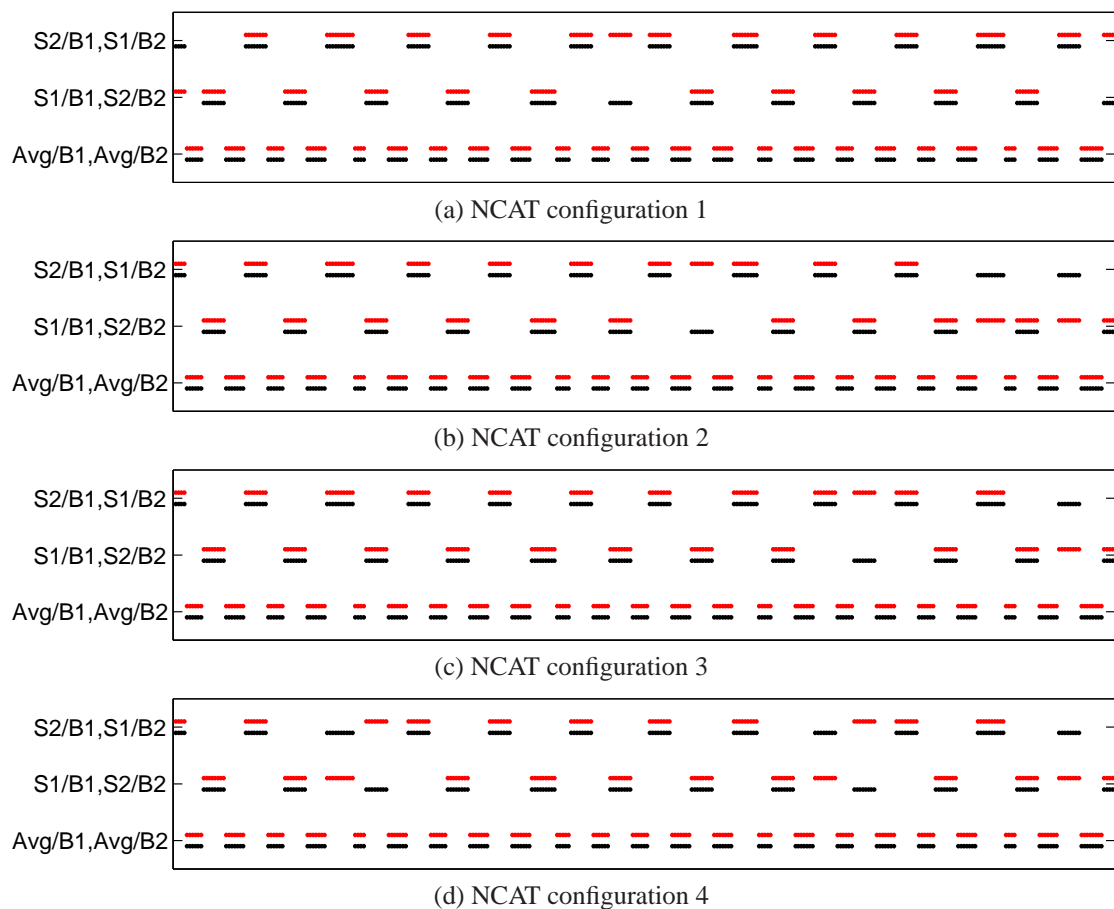 S2/B1,S1/B2
S1/B1,S2/B2
Avg/B1,Avg/B2
(a) NCAT configuration 1
S2/B1,S1/B2
S1/B1,S2/B2
Avg/B1,Avg/B2
(b) NCAT configuration 2
S2/B1,S1/B2
S1/B1,S2/B2
Avg/B1,Avg/B2
(c) NCAT configuration 3
S2/B1,S1/B2
S1/B1,S2/B2
Avg/B1,Avg/B2
(d) NCAT configuration 4